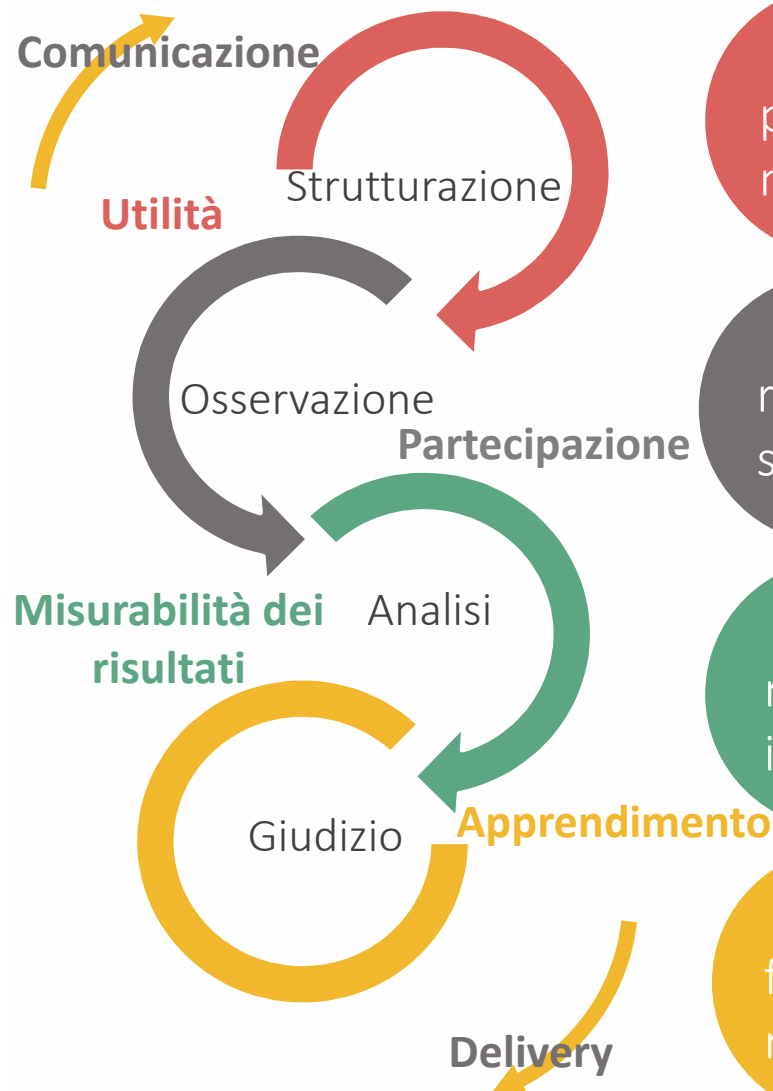 Comunicazione
Strutturazione
Utilità
Osservazione
Partecipazione
Misurabilità dei
risultati
Analisi
Giudizio
Apprendimento
Delivery